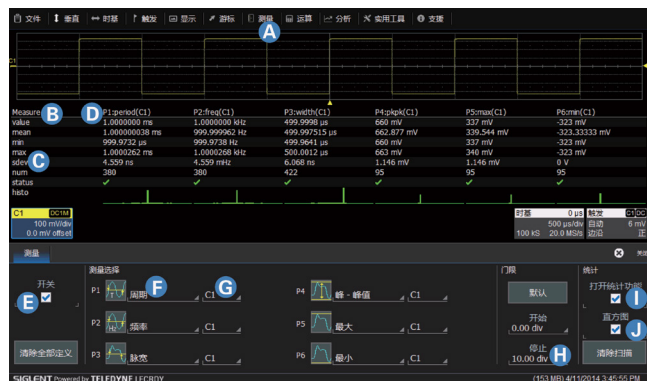 文件 垂直 时基 触发 显示 游标 测量 运算 分析 实用工具 支援
A
C1
Measure B D P1:period(C1) P2:freq(C1) P3:width(C1) P4:pkpk(C1) P5:max(C1) P6:min(C1)
value 1.0000000 ms 1.0000000 kHz 499.9998 µs 660 mV 337 mV -323 mV
mean 1.000000038 ms 999.999962 Hz 499.997515 µs 662.877 mV 339.544 mV -323.33333 mV
min 999.9732 µs 999.9738 Hz 499.9641 µs 660 mV 337 mV -323 mV
max 1.0000262 ms 1.0000268 kHz 500.0012 µs 663 mV 340 mV -323 mV
C
sdev 4.559 ns 4.559 mHz 6.068 ns 1.146 mV 1.146 mV 0 V
num 380 380 422 95 95 95
status
histo
C1 DC1M 时基 0 µs 触发 C1 DC
100 mV/div 500 µs/div 自动 6 mV
0.0 mV offset 100 kS 20.0 MS/s 边沿 正
测量 关闭
测量选择 门限 统计
开关 P1 周期 F C1 G P4 峰 - 峰值 C1 默认 打开统计功能
E I
P2 Hz 频率 C1 P5 最大 C1 开始 直方图
0.00 div J
清除全部定义 P3 脉宽 C1 P6 最小 C1 停止 H 清除扫描
10.00 div
SIGLENT Powered by TELEDYNE LECROY (153 MB) 4/11/2014 3:45:55 PM